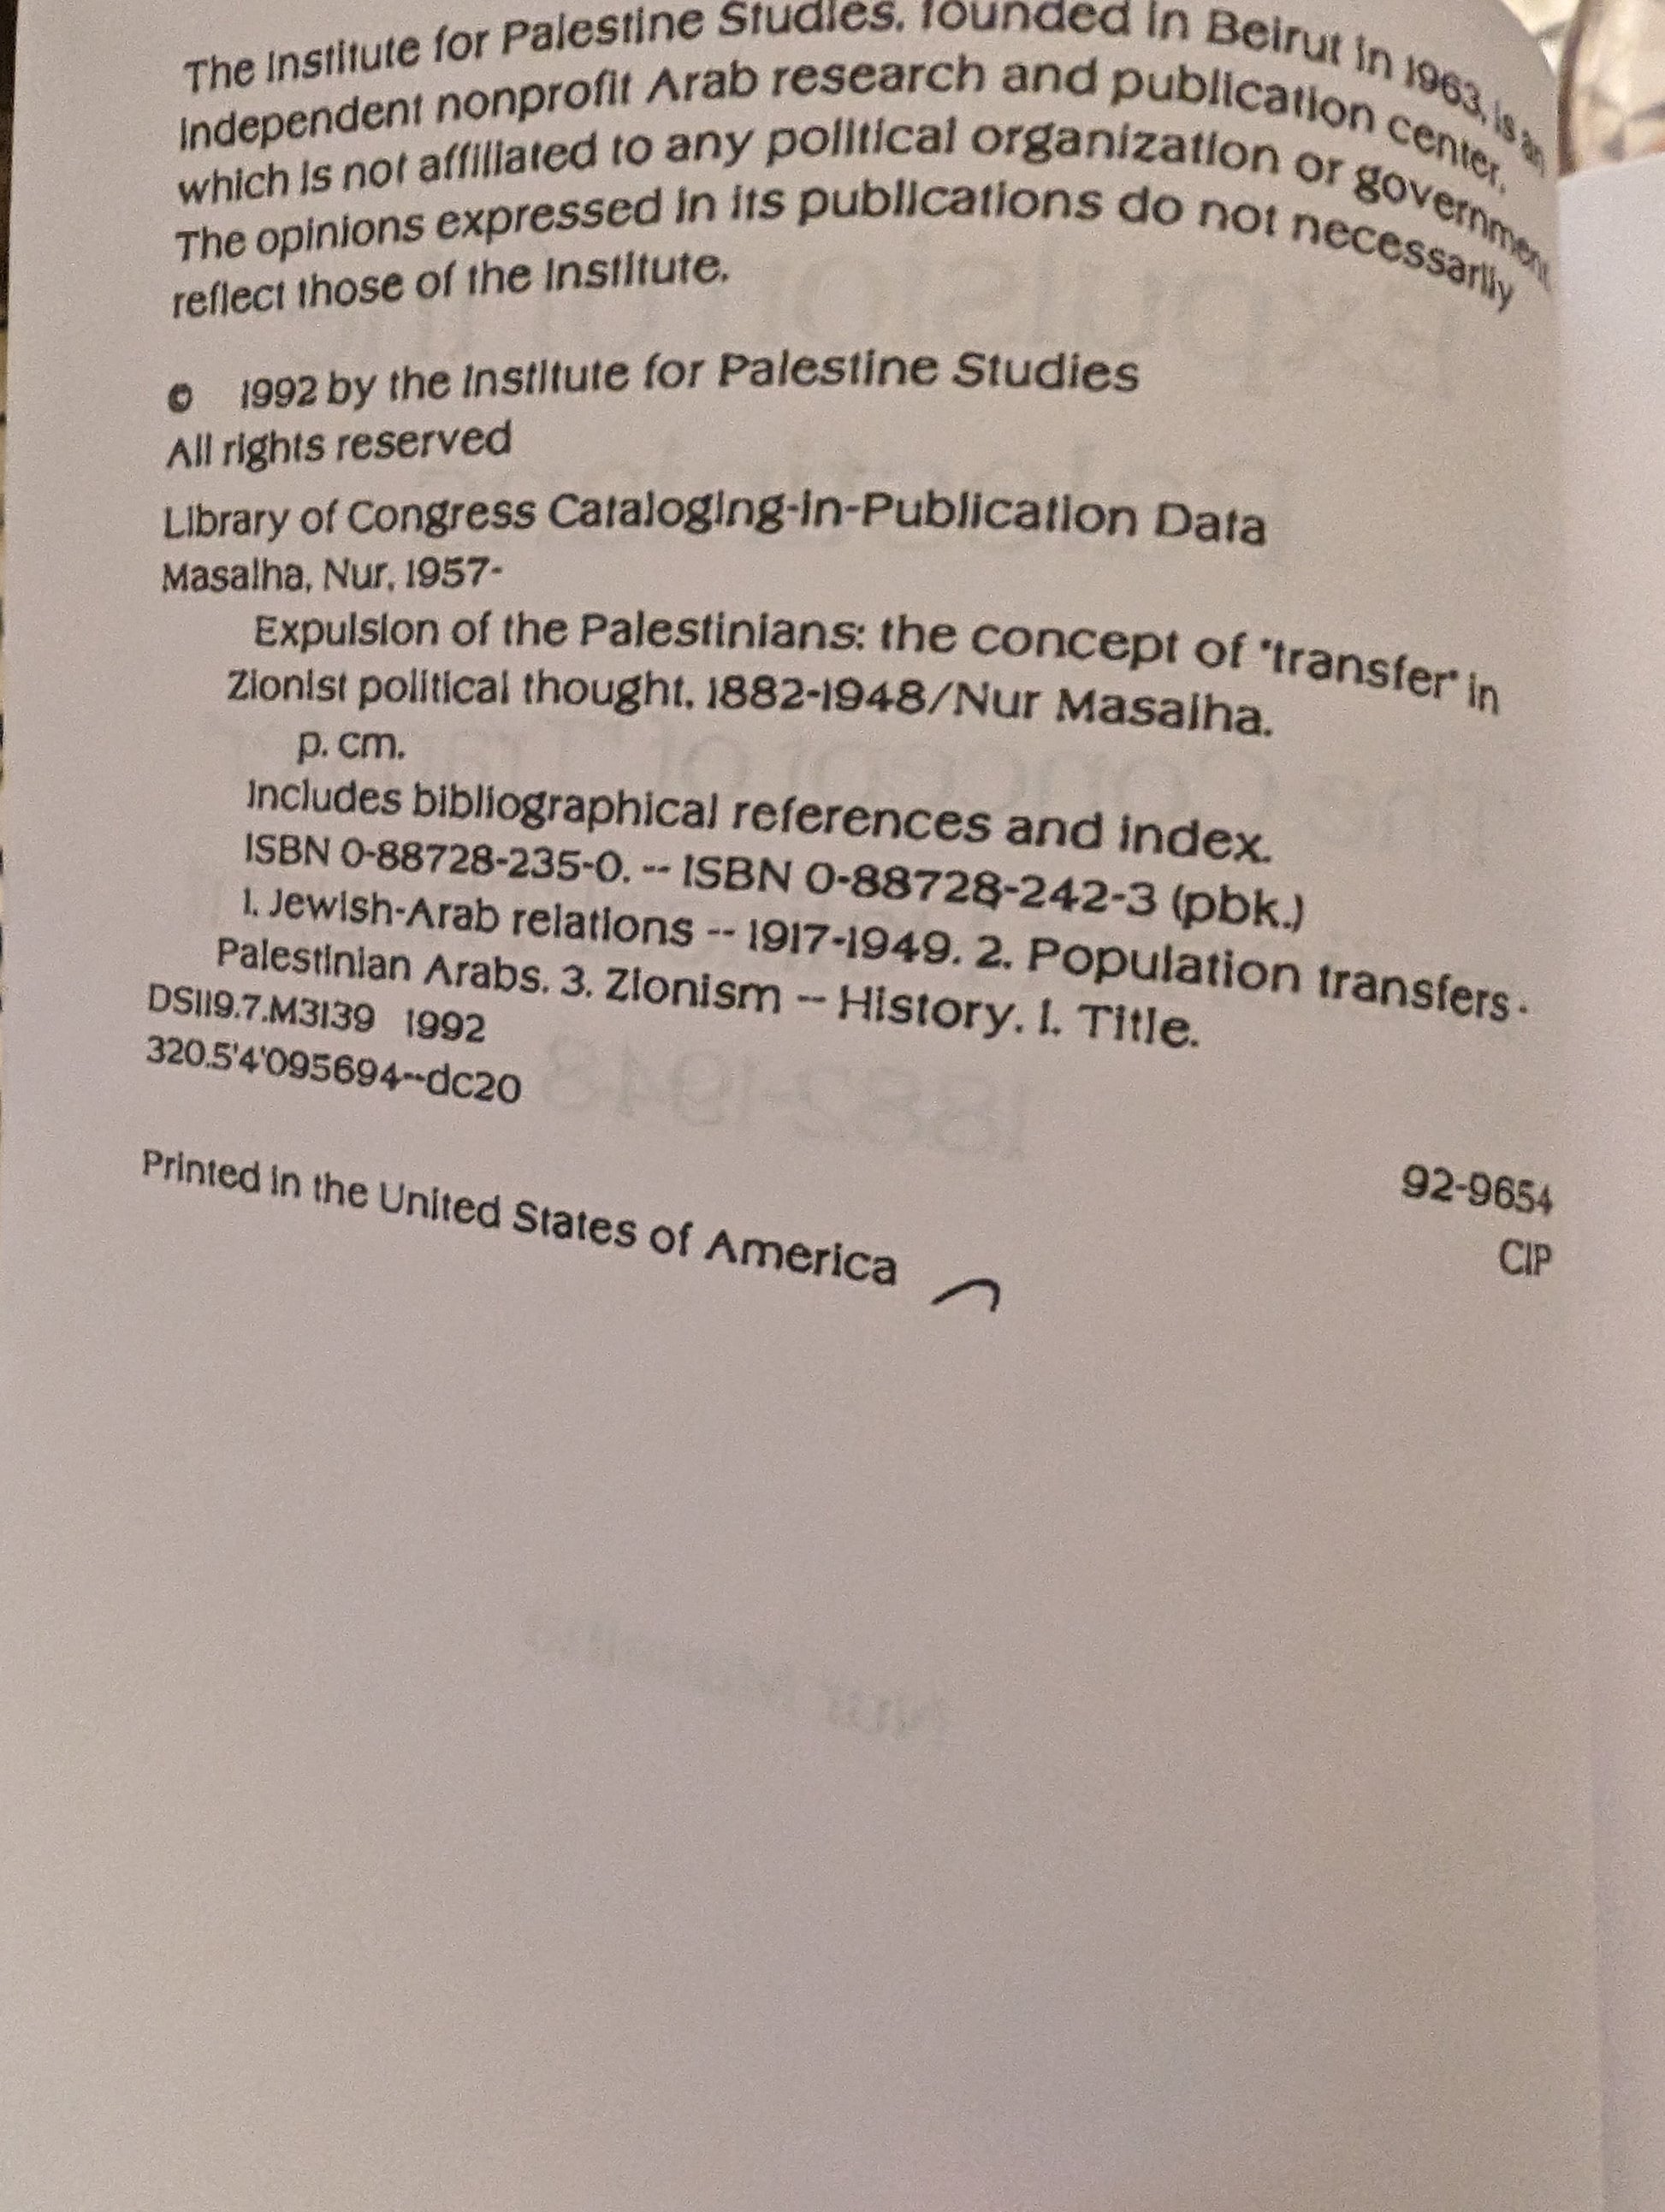 The Institute for Palestine Studies, founded in Beirut in 1963, is an
independent nonprofit Arab research and publication center,
which is not affiliated to any political organization or government
The opinions expressed in its publications do not necessarily
reflect those of the Institute.
© 1992 by the Institute for Palestine Studies
All rights reserved
Library of Congress Cataloging-in-Publication Data
Masalha, Nur, 1957-
Expulsion of the Palestinians: the concept of "transfer" in
Zionist political thought, 1882-1948/Nur Masalha.
p. cm.
Includes bibliographical references and index.
ISBN 0-88728-235-0. -- ISBN 0-88728-242-3 (pbk.)
1. Jewish-Arab relations -- 1917-1949. 2. Population transfers-
Palestinian Arabs. 3. Zionism -- History. I. Title.
DS119.7.M3139 1992
320.5'4'095694--dc20
92-9654
CIP
Printed in the United States of America